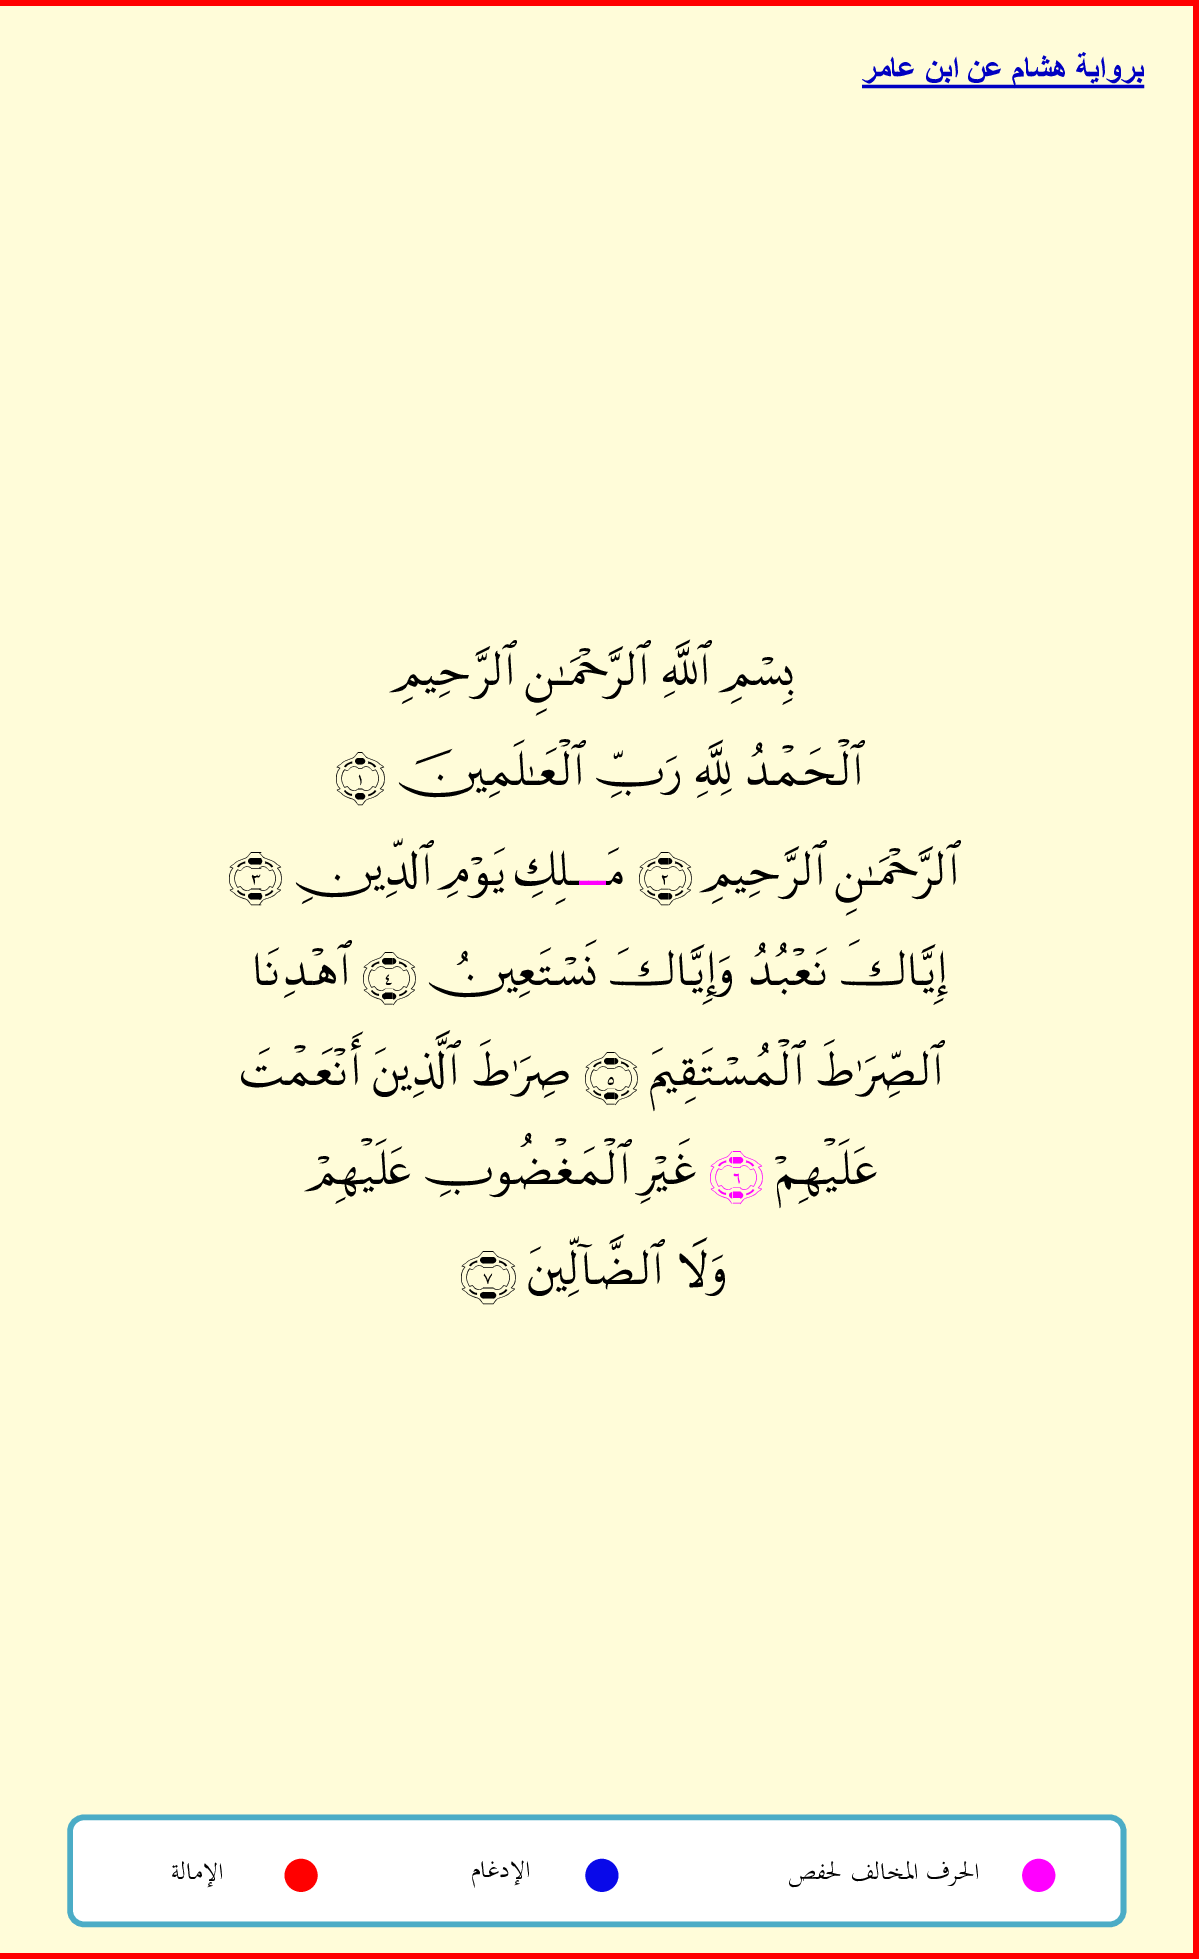 برواية هشام عن ابن عامر
بِسْمِ ٱللَّهِ ٱلرَّحْمَـٰنِ ٱلرَّحِيمِ
ٱلْحَمْدُ لِلَّهِ رَبِّ ٱلْعَـٰلَمِينَ ١
ٱلرَّحْمَـٰنِ ٱلرَّحِيمِ ٢ مَـلِكِ يَوْمِ ٱلدِّينِ ٣
إِيَّاكَ نَعْبُدُ وَإِيَّاكَ نَسْتَعِينُ ٤ ٱهْدِنَا
ٱلصِّرَٰطَ ٱلْمُسْتَقِيمَ ٥ صِرَٰطَ ٱلَّذِينَ أَنْعَمْتَ
عَلَيْهِمْ ٦ غَيْرِ ٱلْمَغْضُوبِ عَلَيْهِمْ
وَلَا ٱلضَّآلِّينَ ٧
الحرف المخالف لحفص الإدغام الإمالة